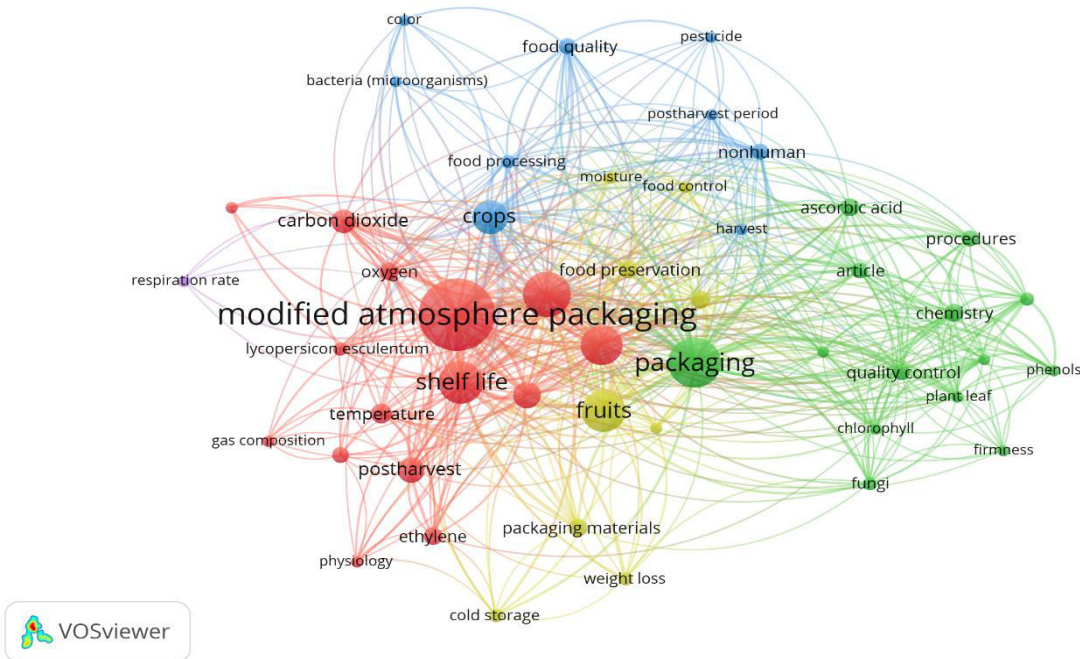 color
food quality
pesticide
bacteria (microorganisms)
postharvest period
nonhuman
food processing
moisture
food control
crops
carbon dioxide
ascorbic acid
harvest
procedures
oxygen
food preservation
article
respiration rate
modified atmosphere packaging
chemistry
lycopersicon esculentum
packaging
shelf life
quality control
phenols
plant leaf
fruits
temperature
chlorophyll
gas composition
firmness
postharvest
fungi
packaging materials
ethylene
physiology
weight loss
cold storage
VOSviewer